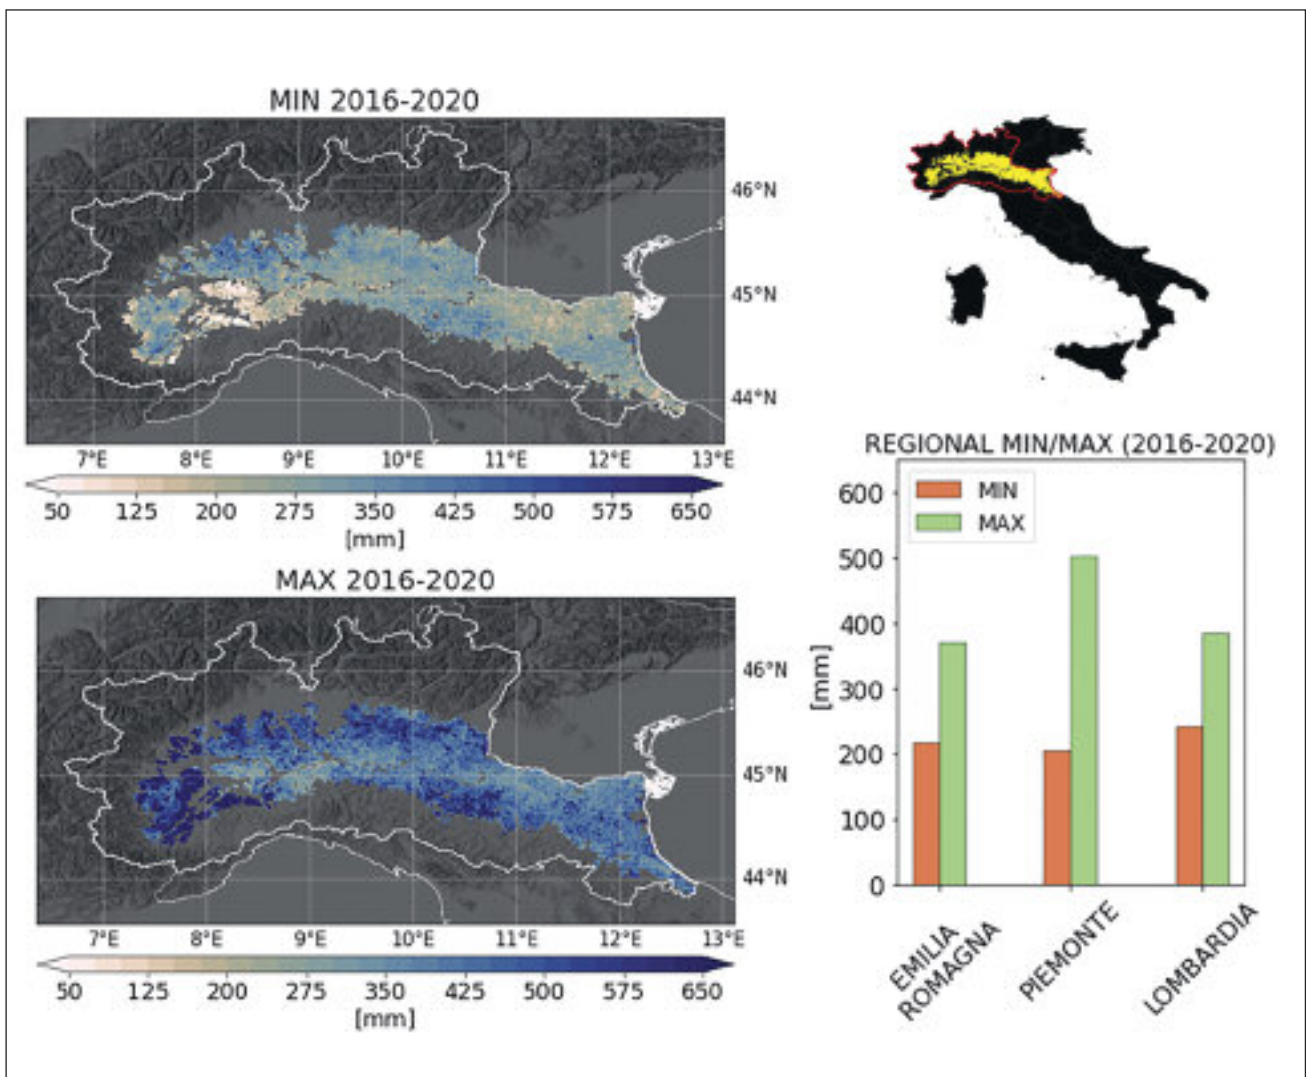 MIN 2016-2020
46°N
45°N
44°N
7°E 8°E 9°E 10°E 11°E 12°E 13°E
50 125 200 275 350 425 500 575 650
[mm]
MAX 2016-2020
46°N
45°N
44°N
7°E 8°E 9°E 10°E 11°E 12°E 13°E
50 125 200 275 350 425 500 575 650
[mm]
REGIONAL MIN/MAX (2016-2020)
MIN
MAX
600
500
400
300
200
100
0
[mm]
EMILIA
ROMAGNA
PIEMONTE
LOMBARDIA